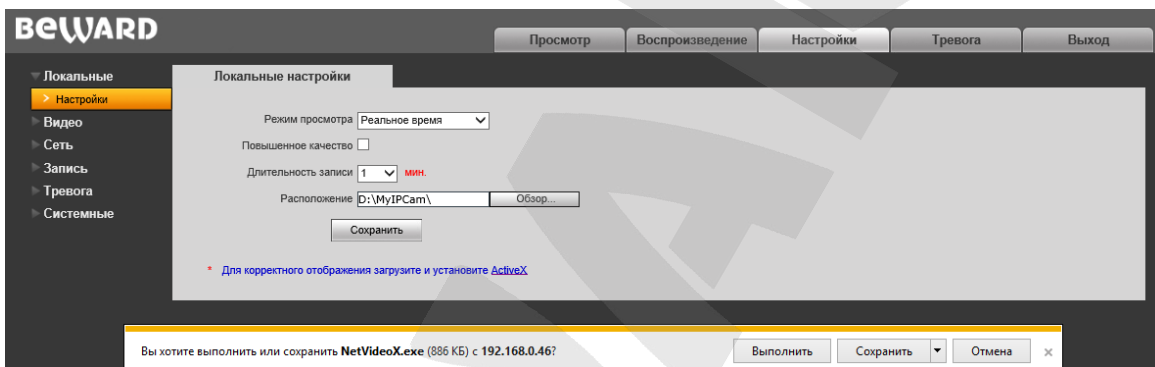 BEWARD
Просмотр Воспроизведение Настройки Тревога Выход
Локальные
> Настройки
Видео
Сеть
Запись
Тревога
Системные
Локальные настройки
Режим просмотра Реальное время
Повышенное качество
Длительность записи 1 мин.
Расположение D:\MyIPCam\ Обзор...
Сохранить
* Для корректного отображения загрузите и установите ActiveX
Вы хотите выполнить или сохранить NetVideoX.exe (886 КБ) с 192.168.0.46? Выполнить Сохранить Отмена ×